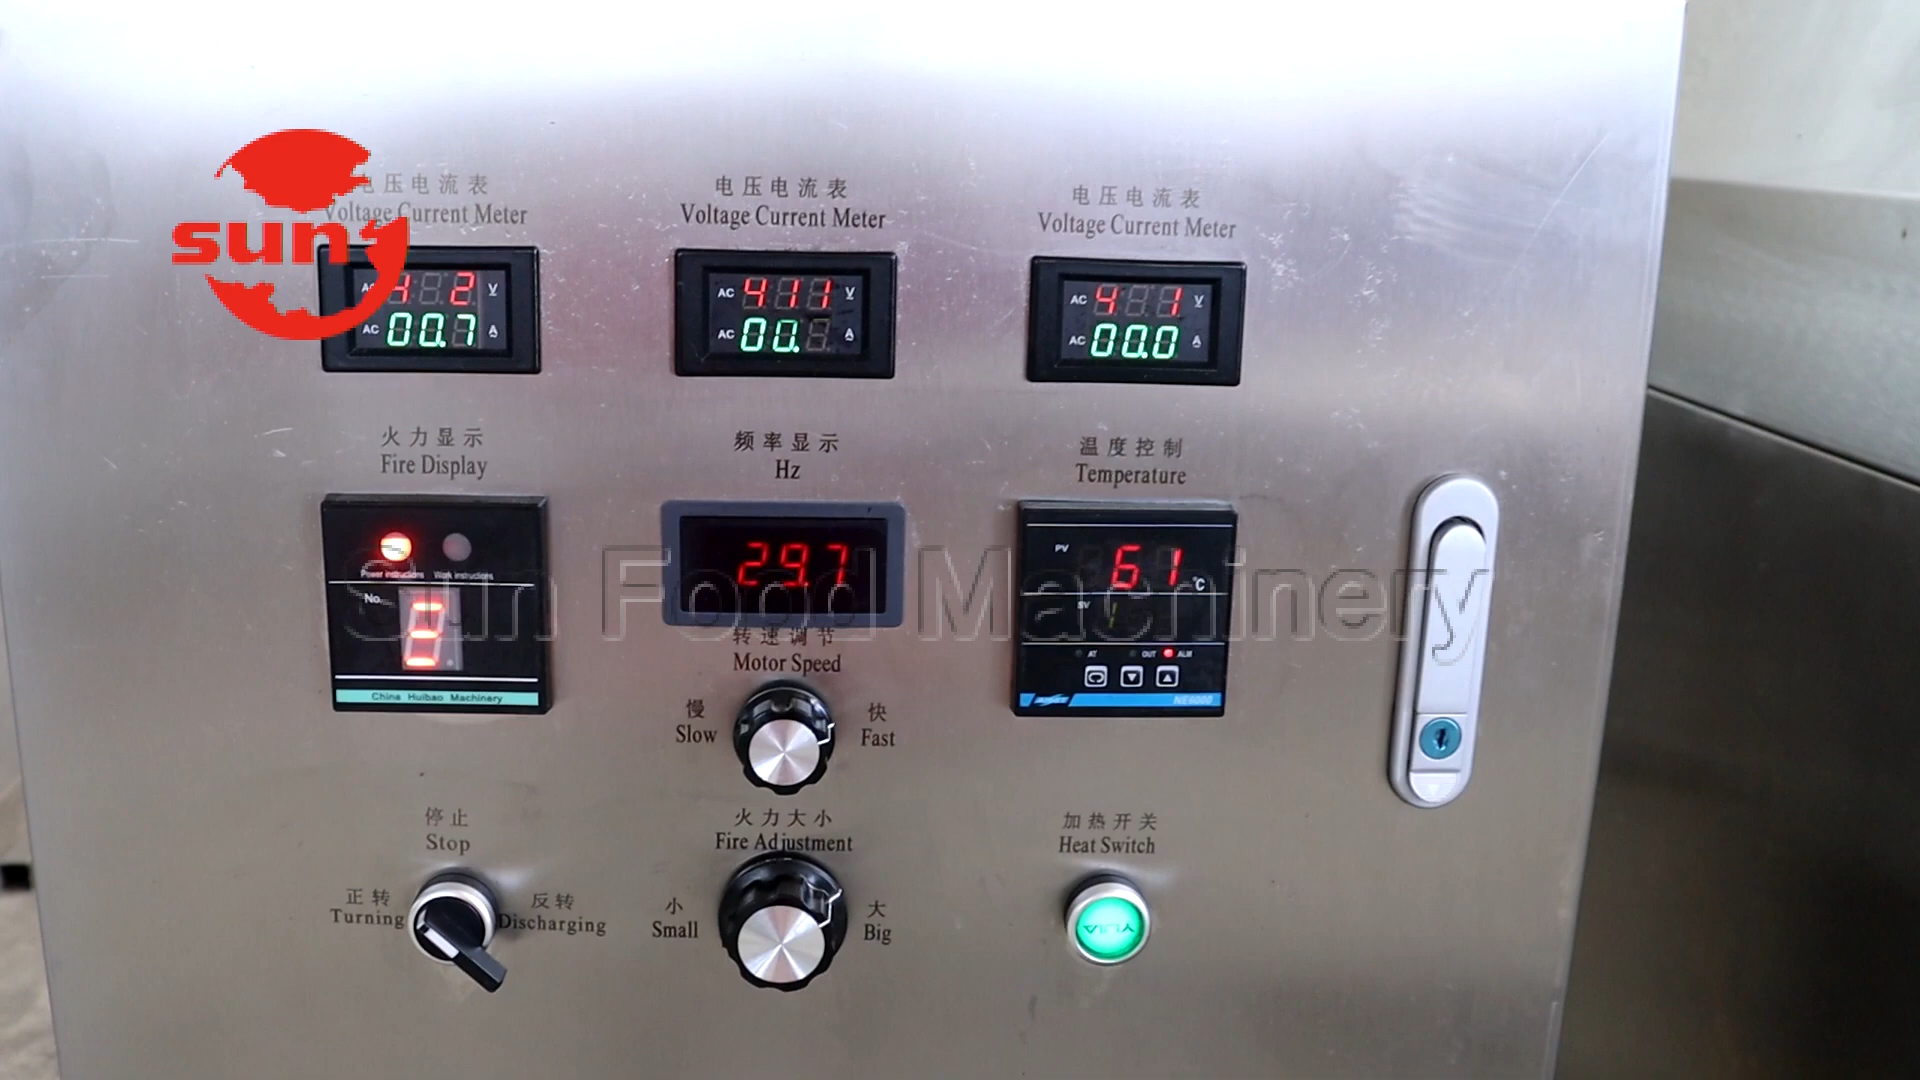 sun
电压电流表
Voltage Current Meter
AC 4 2 V
AC 00.7 A
电压电流表
Voltage Current Meter
AC 411 V
AC 00. A
电压电流表
Voltage Current Meter
AC 4 1 V
AC 00.0 A
火力显示
Fire Display
Power instructions Work instructions
No.
China Huibao Machinery
频率显示
Hz
29.7
温度控制
Temperature
PV 61 °C
SV
AT OUT ALM
NE6000
Sun Food Machinery
转速调节
Motor Speed
慢
Slow
快
Fast
停止
Stop
正转
Turning
反转
Discharging
火力大小
Fire Adjustment
小
Small
大
Big
加热开关
Heat Switch
YIJIA